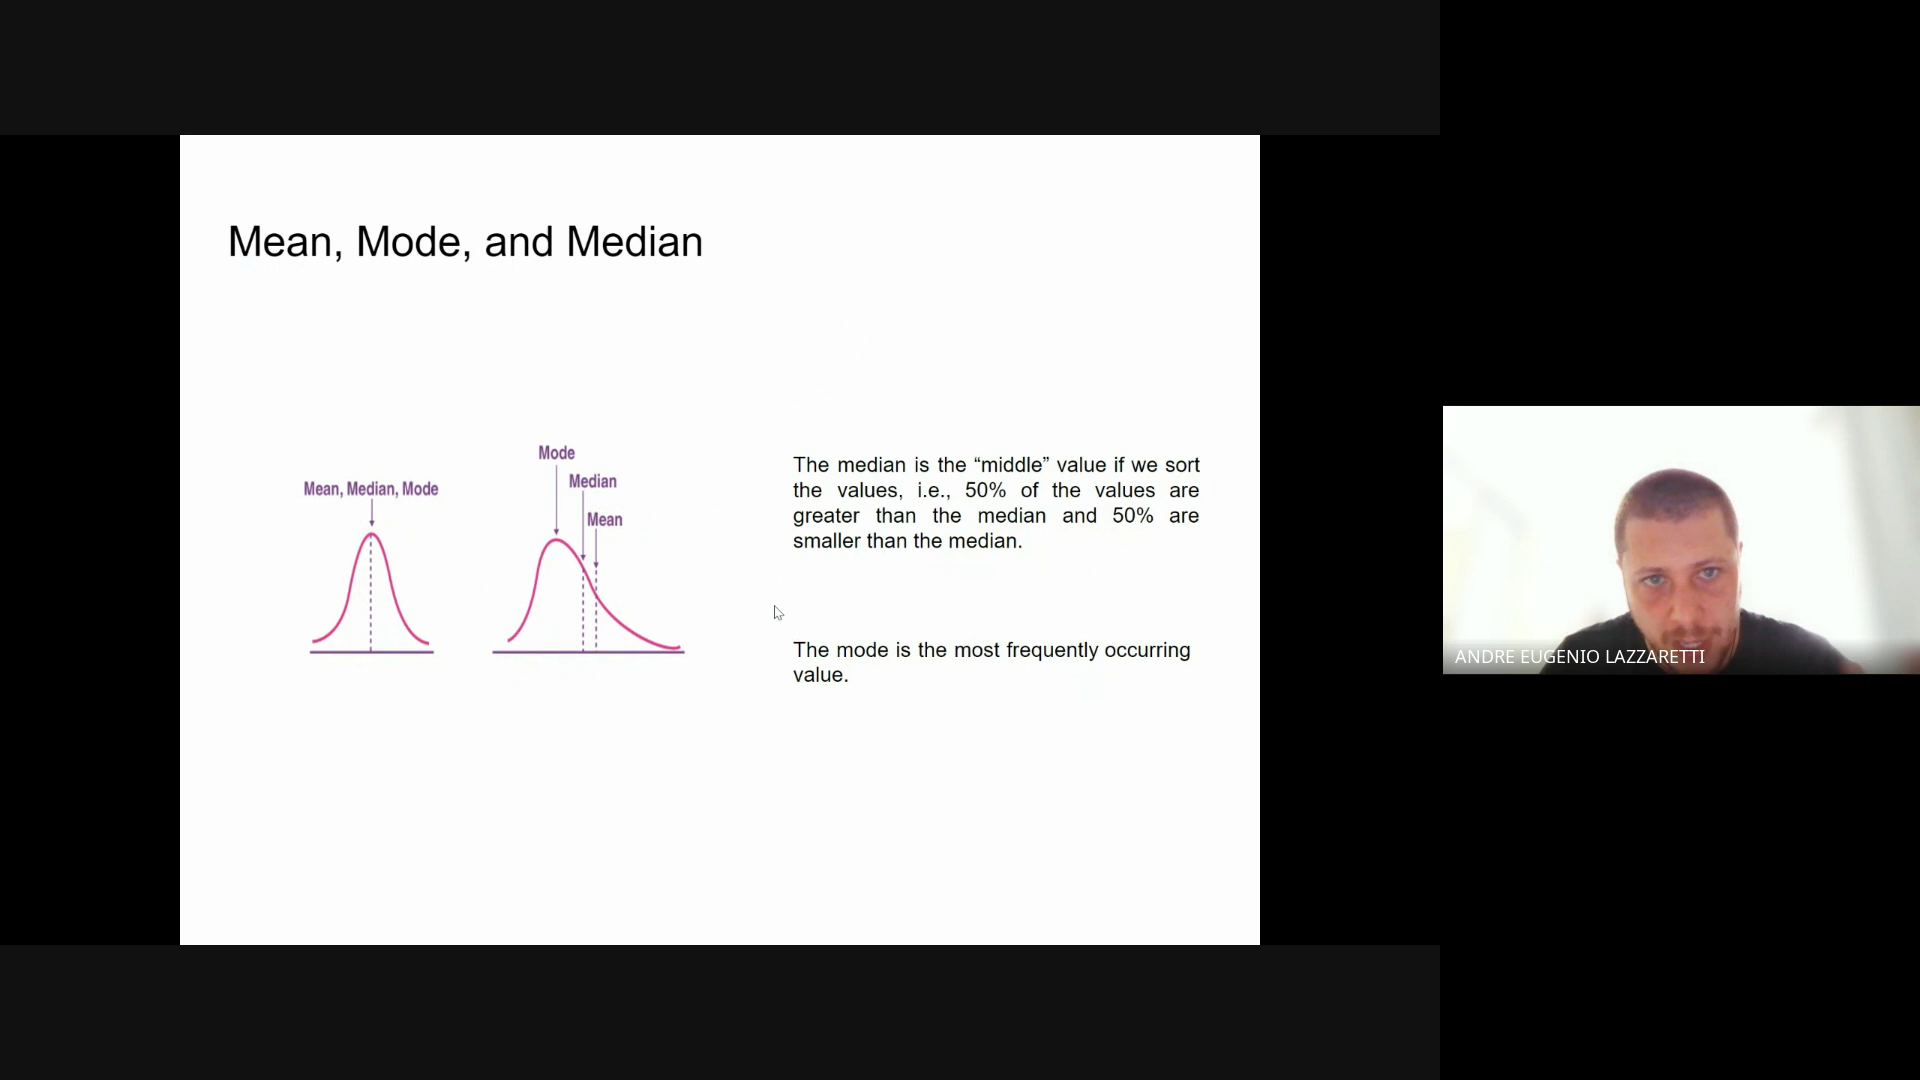 Mean, Mode, and Median
Mean, Median, Mode
Mode
Median
Mean
The median is the “middle” value if we sort
the values, i.e., 50% of the values are
greater than the median and 50% are
smaller than the median.
The mode is the most frequently occurring
value.
ANDRE EUGENIO LAZZARETTI